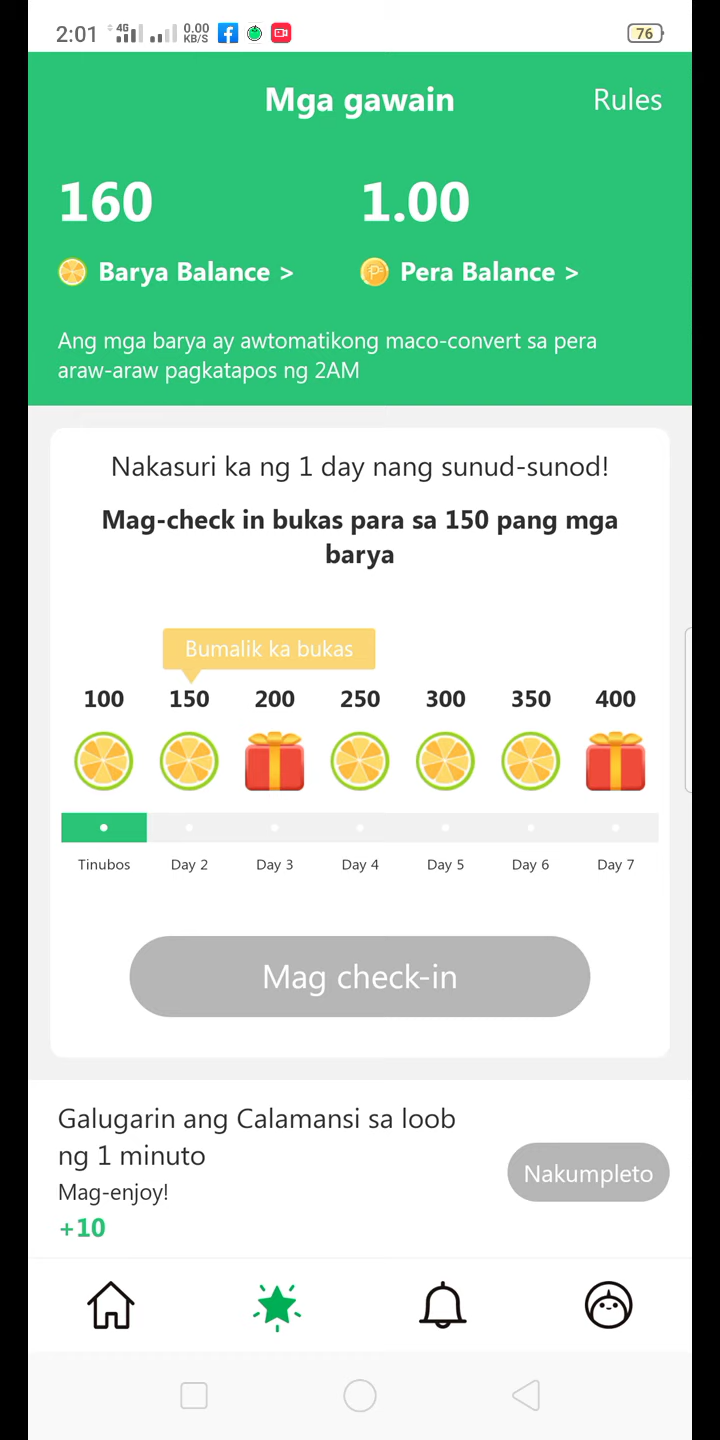 2:01 4G 0.00 KB/S 76
Mga gawain Rules
160 1.00
Barya Balance > Pera Balance >
Ang mga barya ay awtomatikong maco-convert sa pera
araw-araw pagkatapos ng 2AM
Nakasuri ka ng 1 day nang sunud-sunod!
Mag-check in bukas para sa 150 pang mga
barya
Bumalik ka bukas
100 150 200 250 300 350 400
Tinubos Day 2 Day 3 Day 4 Day 5 Day 6 Day 7
Mag check-in
Galugarin ang Calamansi sa loob
ng 1 minuto
Nakumpleto
Mag-enjoy!
+10